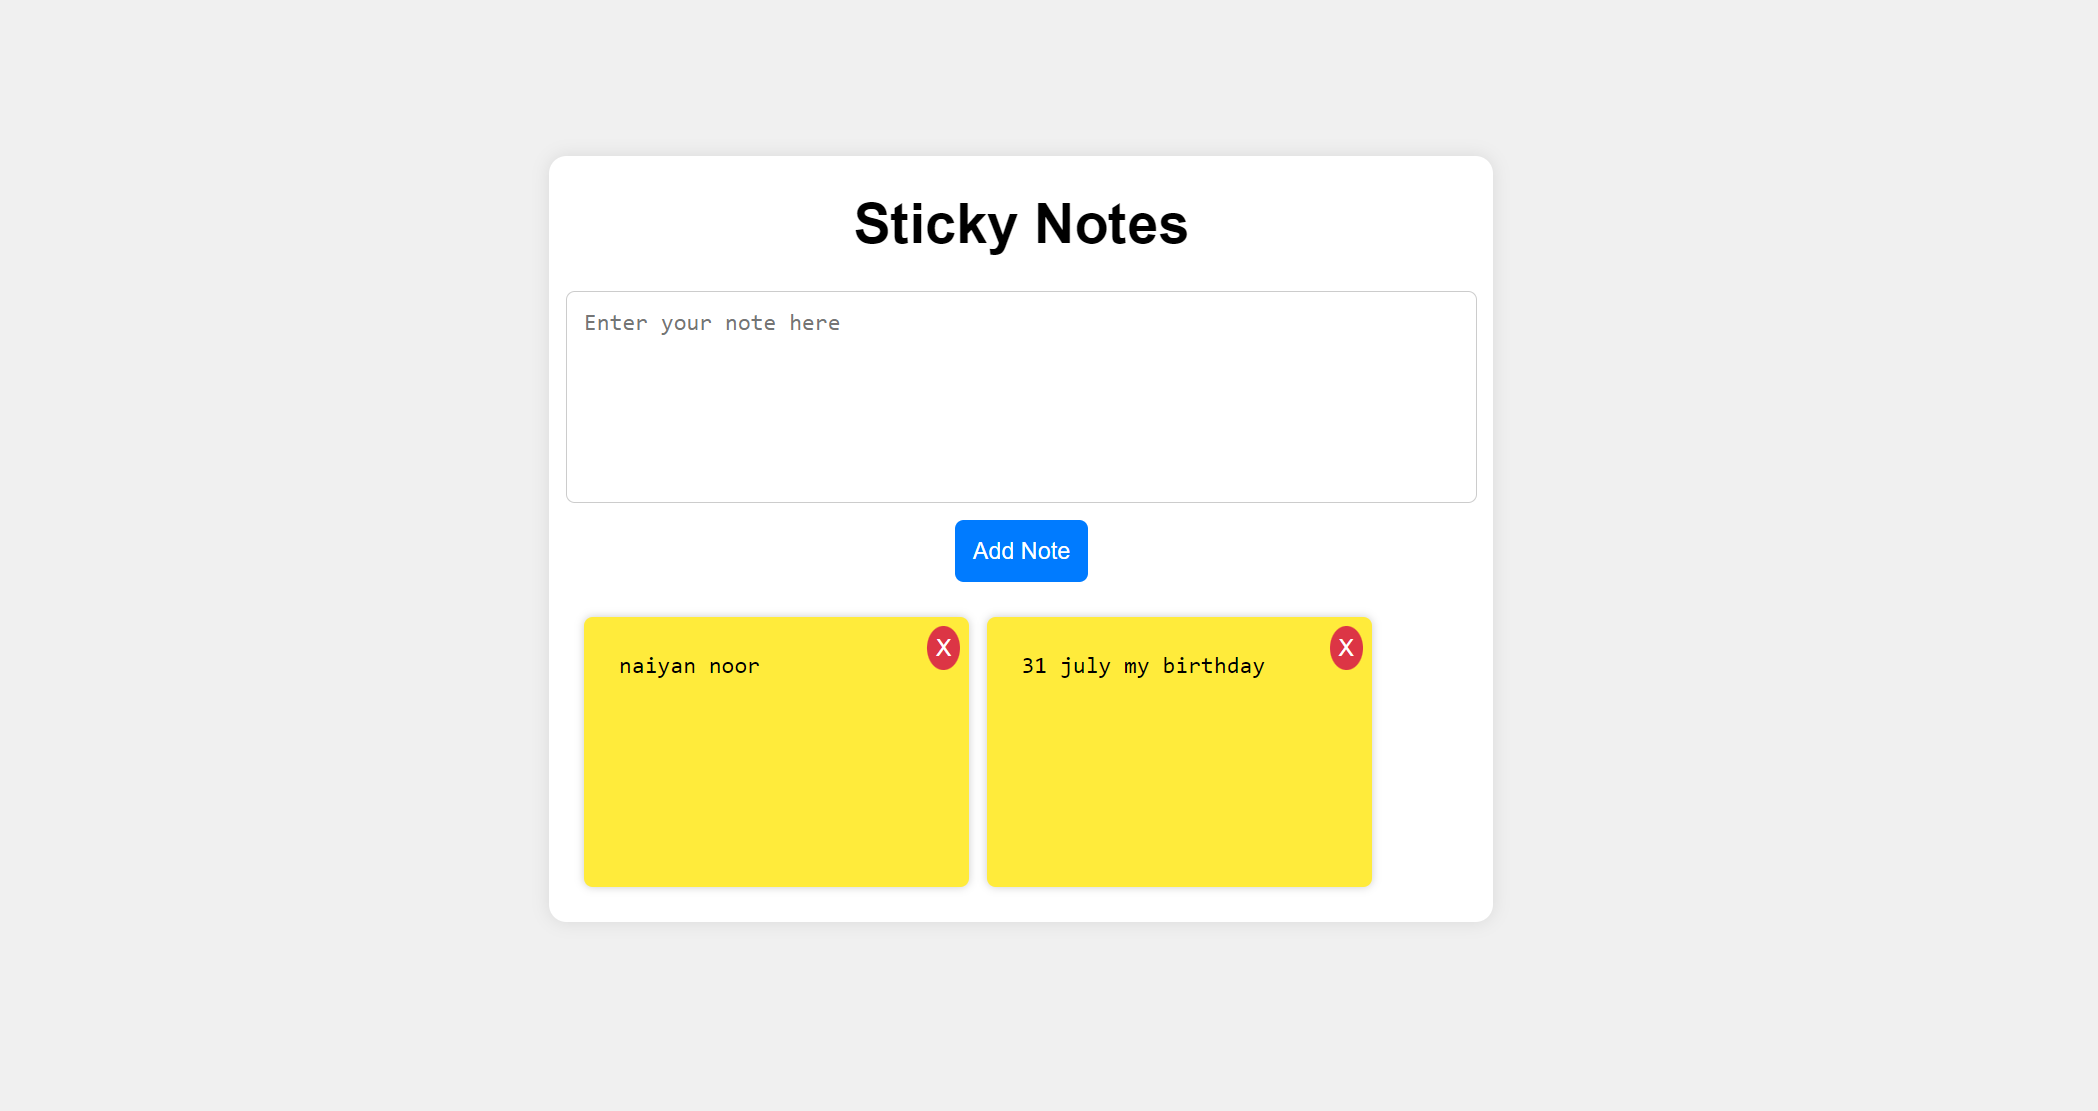 Sticky Notes
Enter your note here
Add Note
naiyan noor
X
31 july my birthday
X